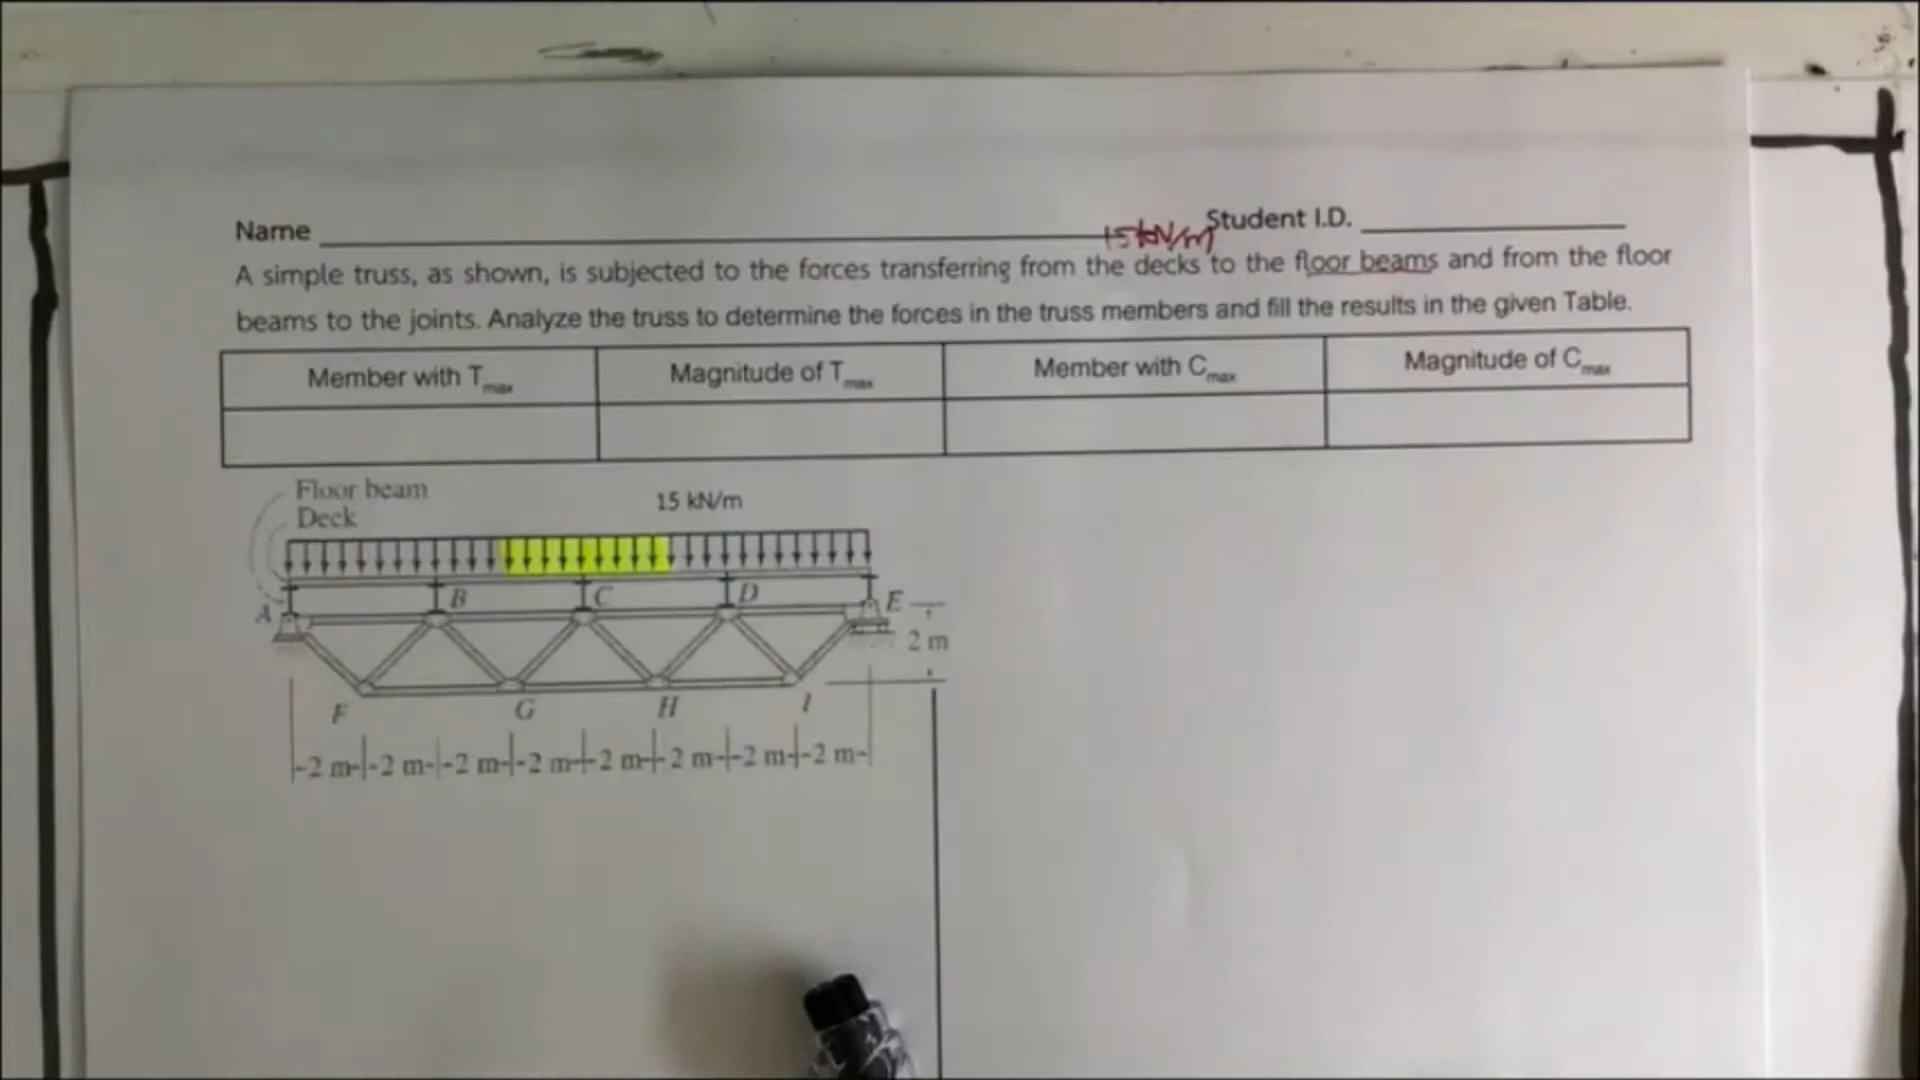 Name Student I.D.
15 kN/m
A simple truss, as shown, is subjected to the forces transferring from the decks to the floor beams and from the floor
beams to the joints. Analyze the truss to determine the forces in the truss members and fill the results in the given Table.
Member with Tmax Magnitude of Tmax Member with Cmax Magnitude of Cmax
Floor beam
Deck
15 kN/m
A B C D E
2 m
F G H I
2 m 2 m 2 m 2 m 2 m 2 m 2 m 2 m